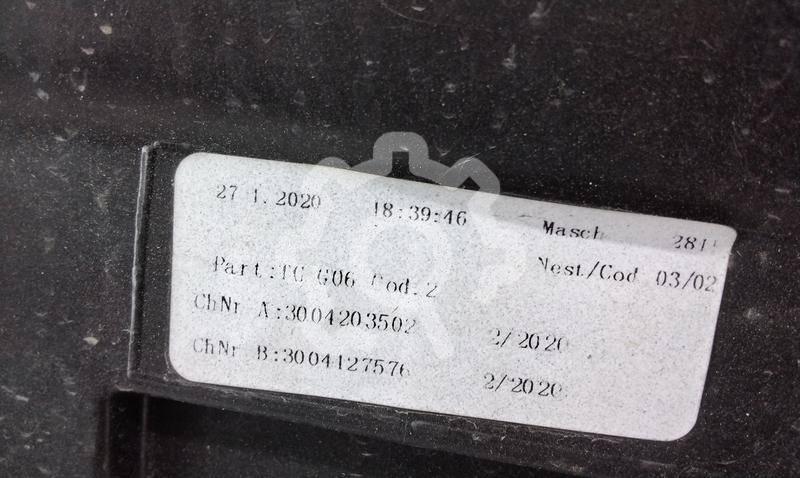 27 1.2020 18:39:46 Masch 281
Nest/Cod 03/02
Part:TC G06 Cod.2
ChNr A:3004203502 2/2020
ChNr B:3004127576 2/2020